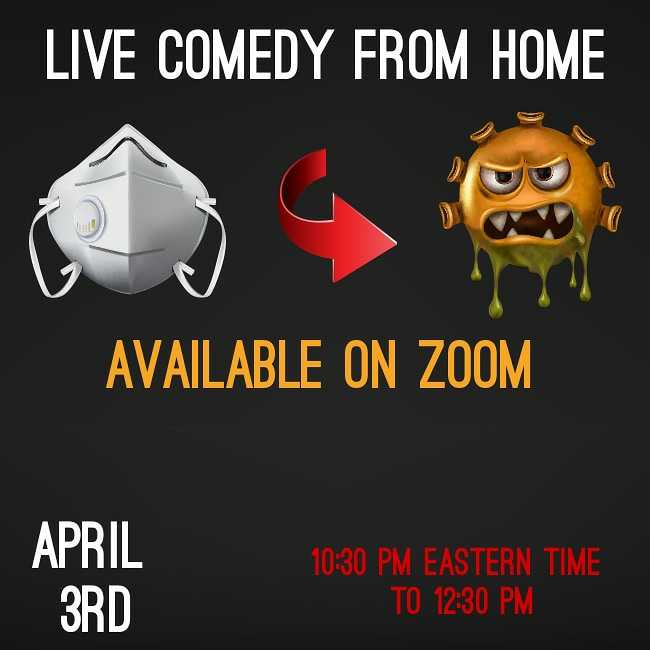 LIVE COMEDY FROM HOME
AVAILABLE ON ZOOM
APRIL
3RD
10:30 PM EASTERN TIME
TO 12:30 PM